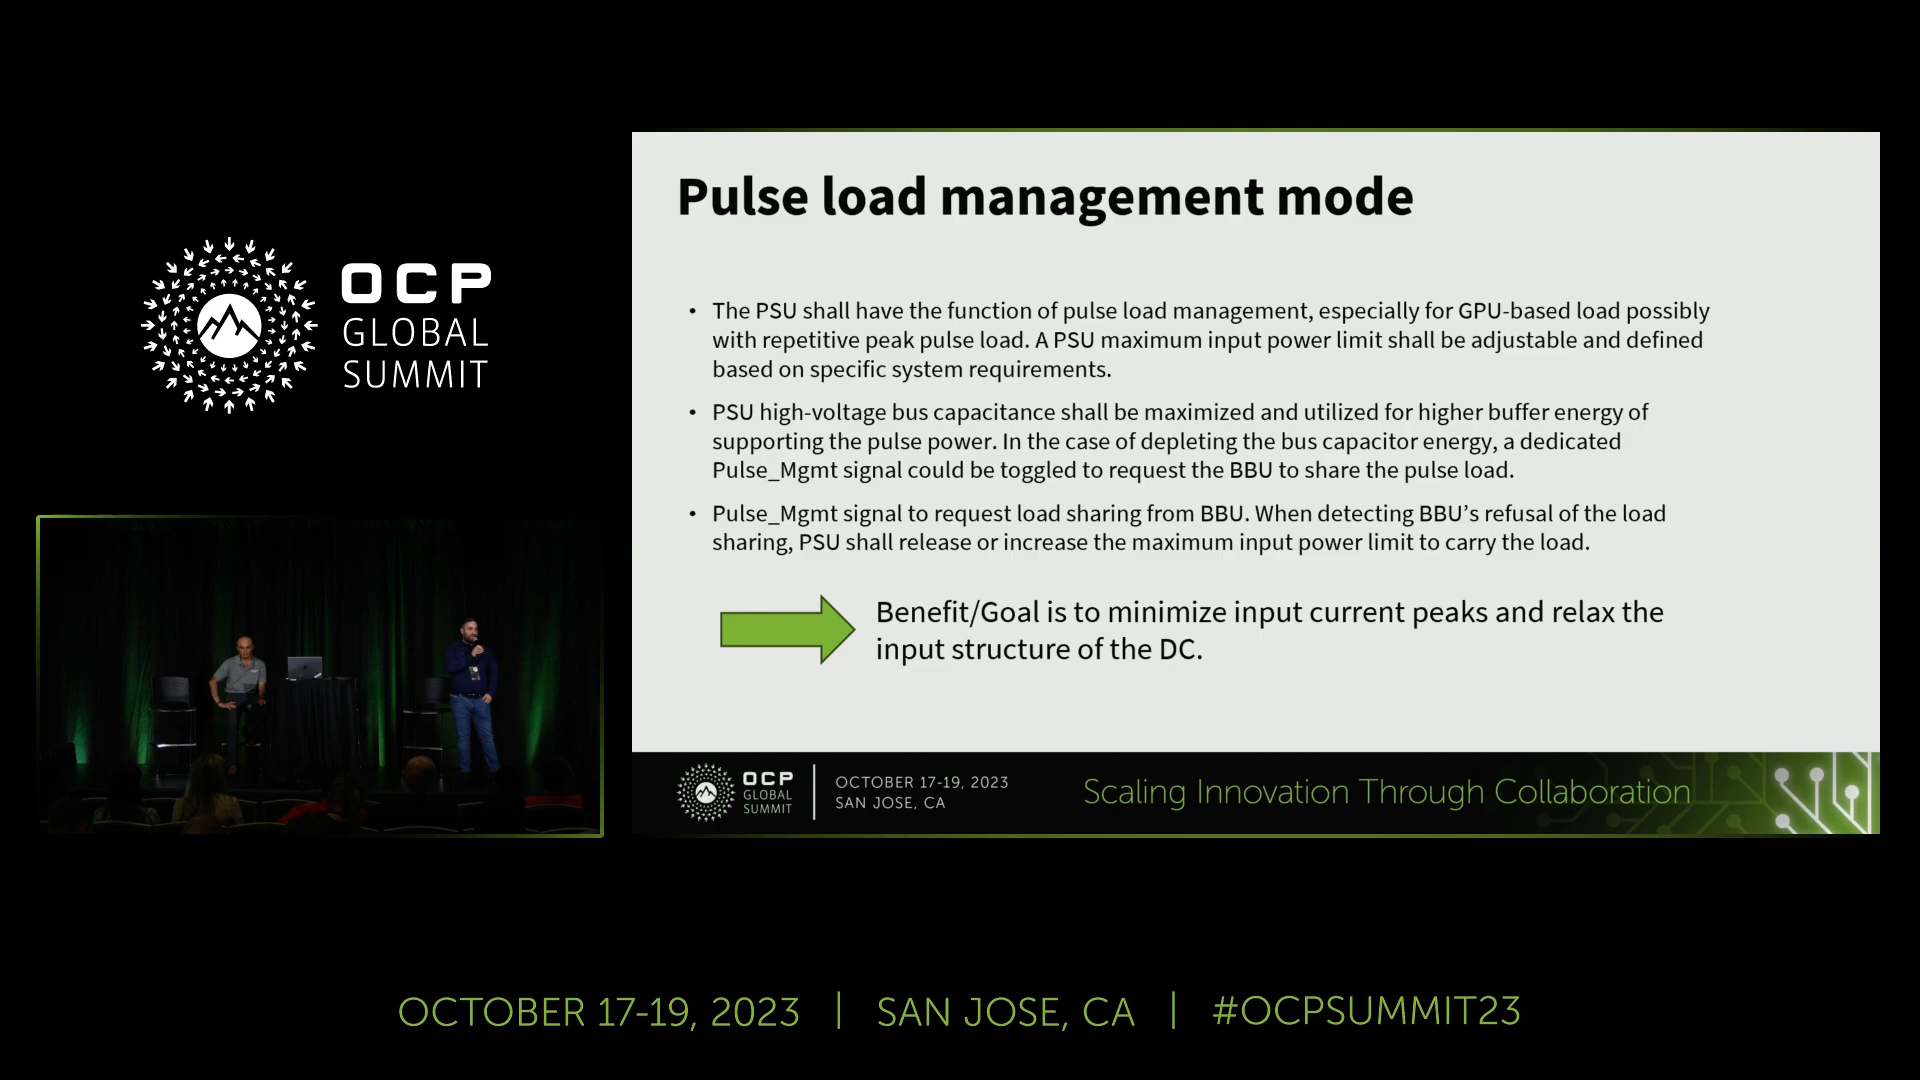 OCP
GLOBAL
SUMMIT
Pulse load management mode
• The PSU shall have the function of pulse load management, especially for GPU-based load possibly
with repetitive peak pulse load. A PSU maximum input power limit shall be adjustable and defined
based on specific system requirements.
• PSU high-voltage bus capacitance shall be maximized and utilized for higher buffer energy of
supporting the pulse power. In the case of depleting the bus capacitor energy, a dedicated
Pulse_Mgmt signal could be toggled to request the BBU to share the pulse load.
• Pulse_Mgmt signal to request load sharing from BBU. When detecting BBU’s refusal of the load
sharing, PSU shall release or increase the maximum input power limit to carry the load.
Benefit/Goal is to minimize input current peaks and relax the
input structure of the DC.
OCP
GLOBAL
SUMMIT
OCTOBER 17-19, 2023
SAN JOSE, CA
Scaling Innovation Through Collaboration
OCTOBER 17-19, 2023 | SAN JOSE, CA | #OCPSUMMIT23